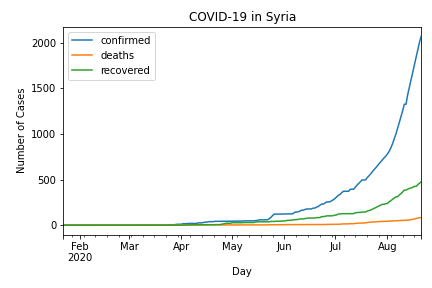 COVID-19 in Syria
confirmed
deaths
recovered
Number of Cases
2000
1500
1000
500
0
Feb Mar Apr May Jun Jul Aug
2020
Day